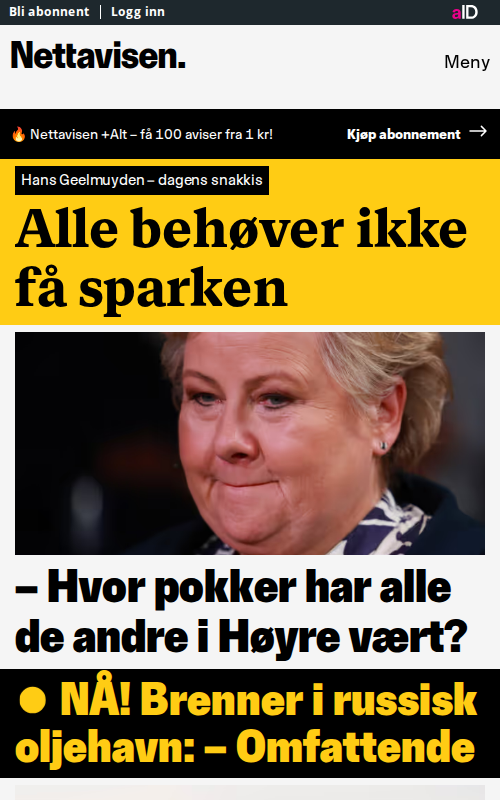 Bli abonnent | Logg inn
aID
Nettavisen.
Meny
🔥 Nettavisen +Alt – få 100 aviser fra 1 kr!
Kjøp abonnement →
Hans Geelmuyden – dagens snakkis
Alle behøver ikke
få sparken
– Hvor pokker har alle
de andre i Høyre vært?
● NÅ! Brenner i russisk
oljehavn: – Omfattende